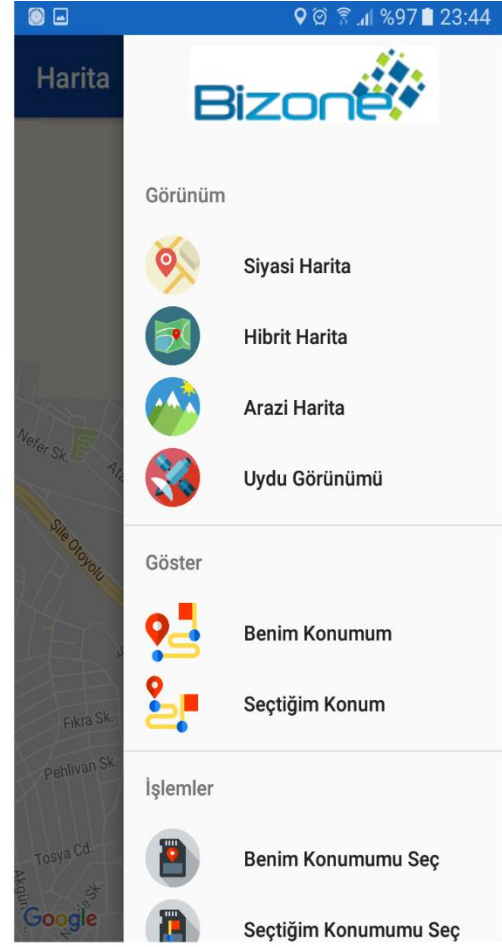 %97 23:44
Harita
Bizone
Görünüm
Siyasi Harita
Hibrit Harita
Arazi Harita
Uydu Görünümü
Göster
Benim Konumum
Seçtiğim Konum
İşlemler
Benim Konumumu Seç
Seçtiğim Konumumu Seç
Nefer Sk.
Şile Otoyolu
Fıkra Sk.
Pehlivan Sk.
Tosya Cd.
Google